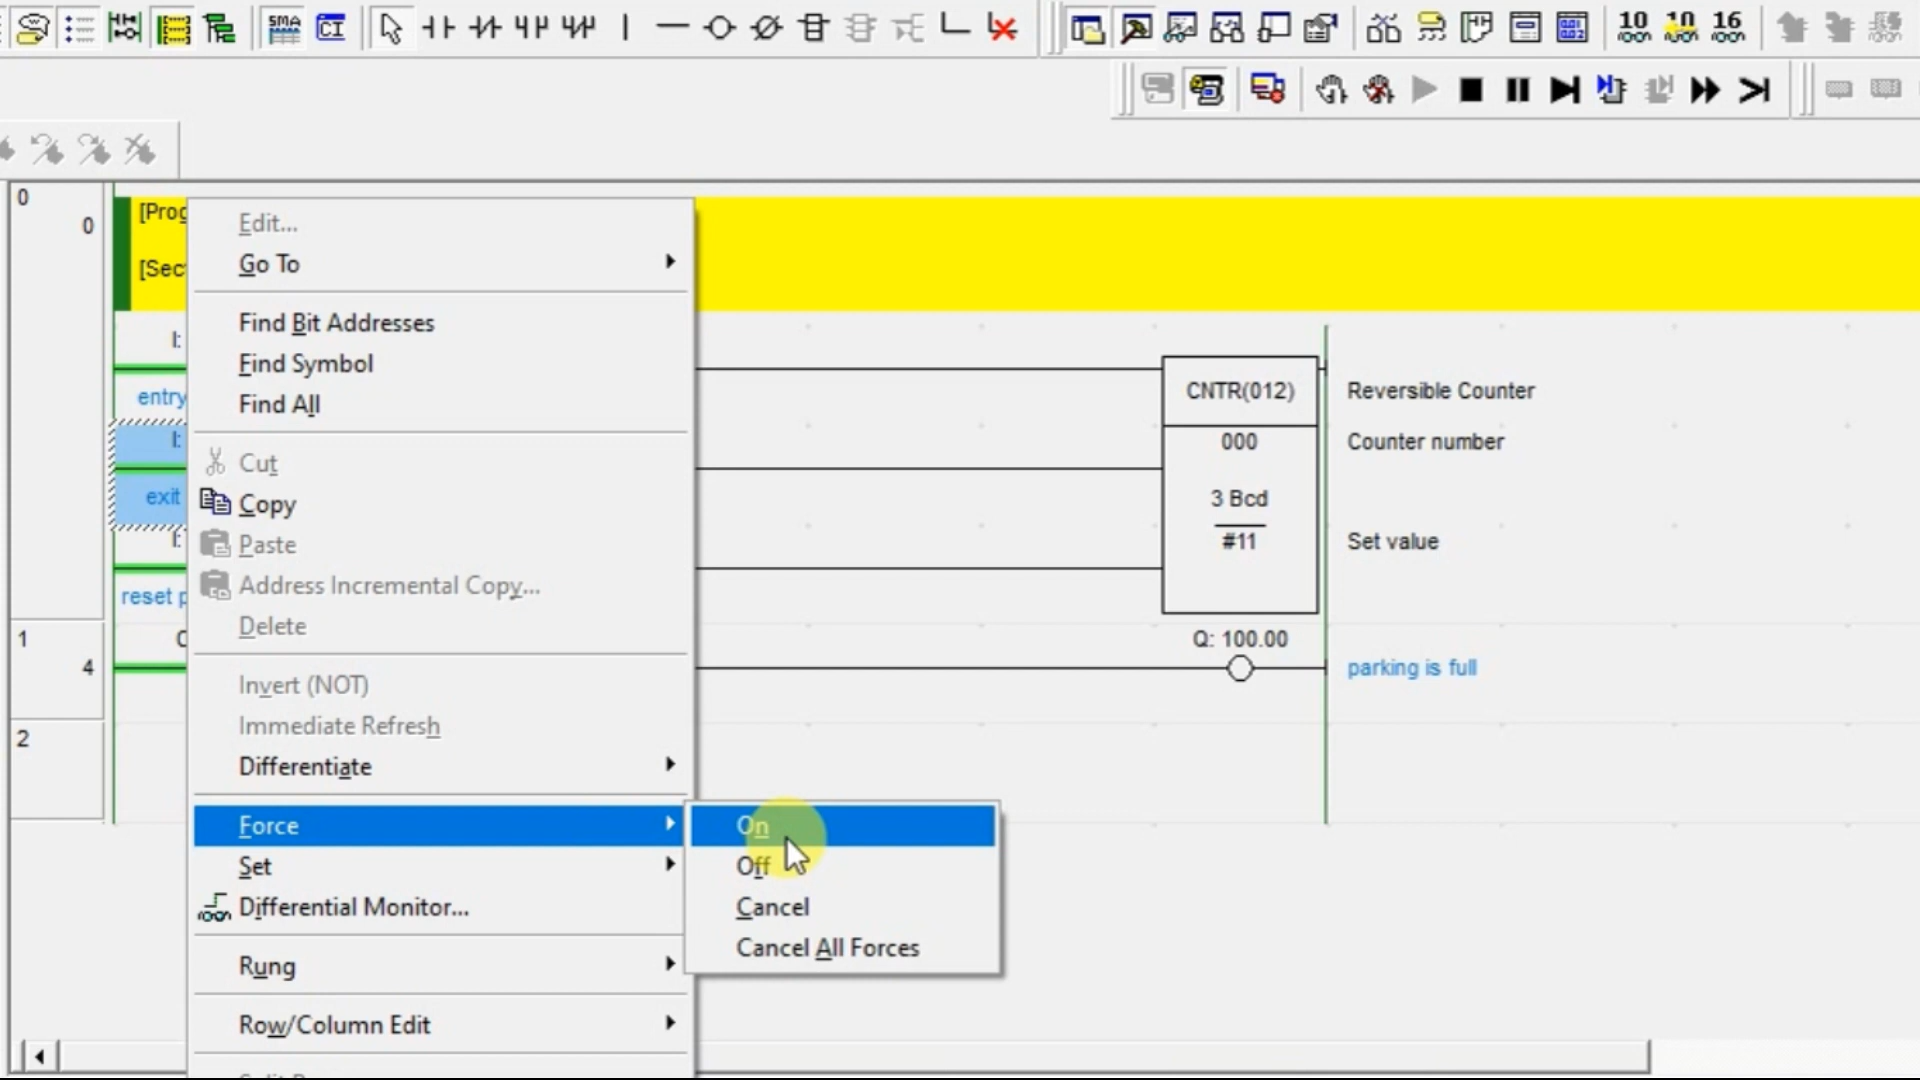 SMA
CI
10
10
16
0
0
[Prog
[Sec
I:
entry
I:
exit
I:
reset p
1
4
2
Edit...
Go To
Find Bit Addresses
Find Symbol
Find All
Cut
Copy
Paste
Address Incremental Copy...
Delete
Invert (NOT)
Immediate Refresh
Differentiate
Force
Set
Differential Monitor...
Rung
Row/Column Edit
On
Off
Cancel
Cancel All Forces
CNTR(012)
000
3 Bcd
#11
Reversible Counter
Counter number
Set value
Q: 100.00
parking is full